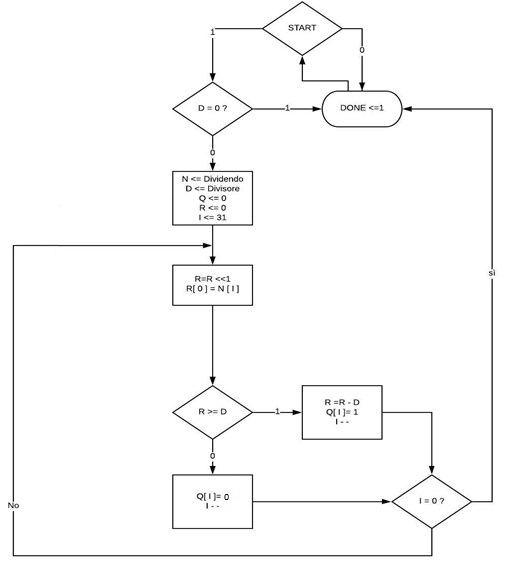 START
1
0
D = 0 ?
1
DONE <=1
0
N <= Dividendo
D <= Divisore
Q <= 0
R <= 0
I <= 31
R=R <<1
R[ 0 ] = N [ I ]
si
R >= D
1
R =R - D
Q[ I ]= 1
I - -
0
Q[ I ]= 0
I - -
I = 0 ?
No